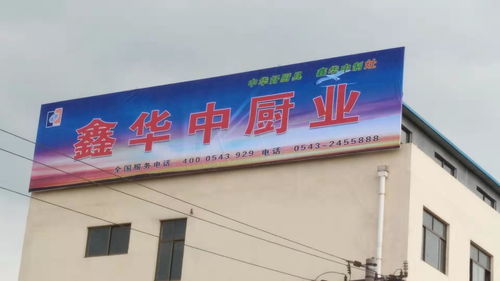 中华好厨具 鑫华中制灶
鑫华中厨业
全国服务电话 400 0543 929 电话 0543-2455888